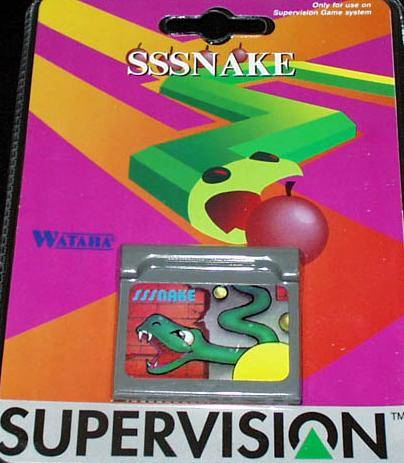 Only for use on
Supervision Game system
SSSNAKE
WATARA®
SSSNAKE
SUPERVISION™